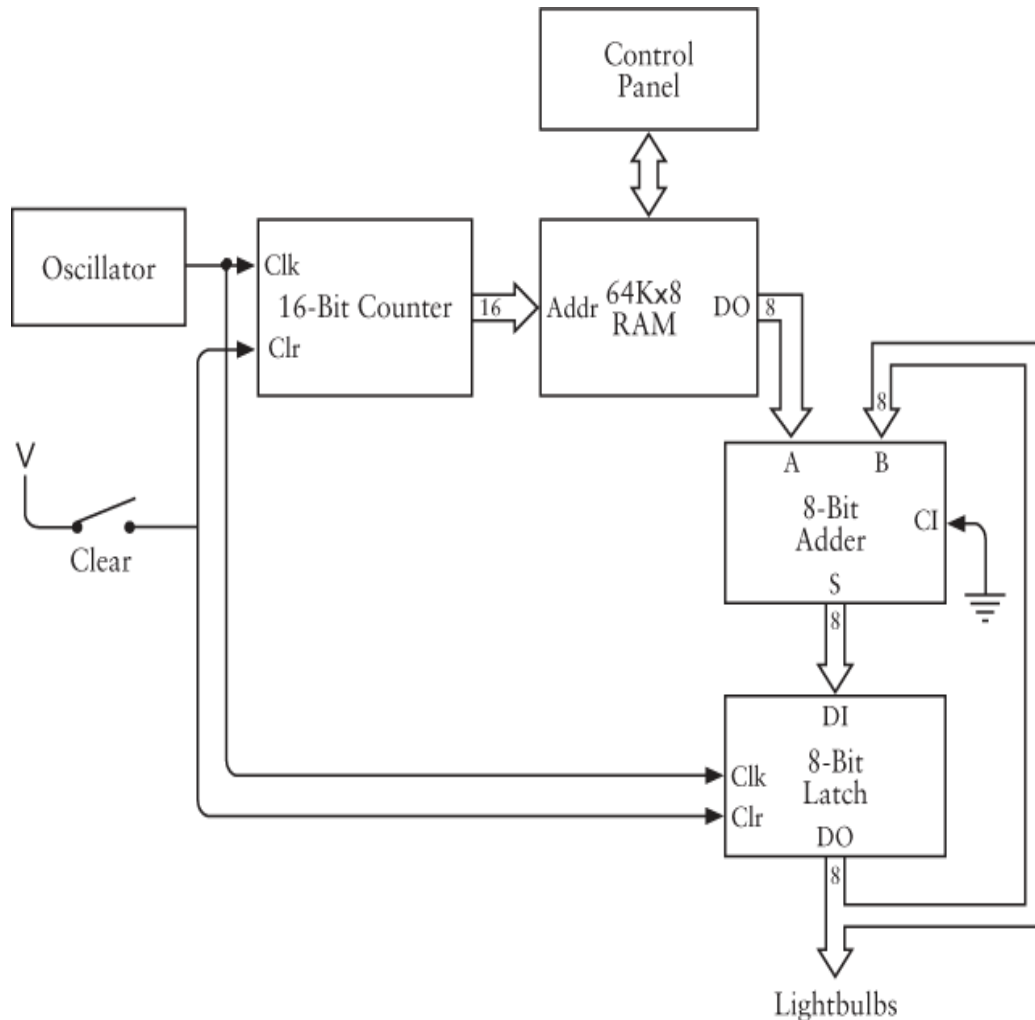 Control
Panel
Oscillator
Clk
16-Bit Counter
Clr
16
Addr
64Kx8
RAM
DO
8
V
Clear
8
A
B
8-Bit
Adder
CI
S
8
DI
8-Bit
Latch
Clk
Clr
DO
8
Lightbulbs